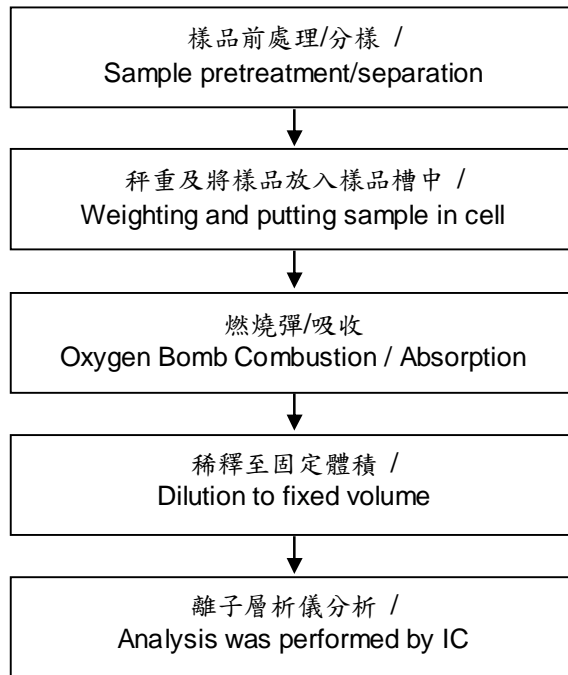 樣品前處理/分樣 /
Sample pretreatment/separation
秤重及將樣品放入樣品槽中 /
Weighting and putting sample in cell
燃燒彈/吸收
Oxygen Bomb Combustion / Absorption
稀釋至固定體積 /
Dilution to fixed volume
離子層析儀分析 /
Analysis was performed by IC